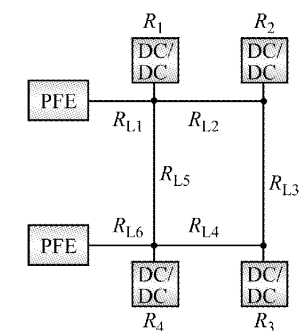 R1 R2
DC/ DC DC/ DC
PFE
RL1 RL2
RL5 RL3
RL6 RL4
PFE
DC/ DC DC/ DC
R4 R3